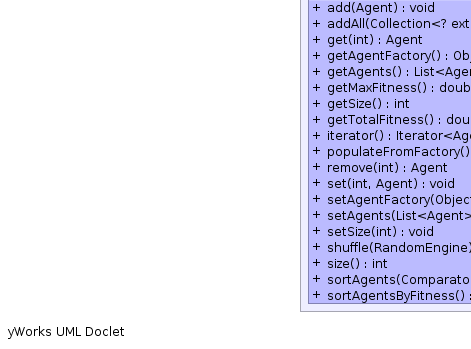 + add(Agent) : void
+ addAll(Collection<? ext
+ get(int) : Agent
+ getAgentFactory() : Obj
+ getAgents() : List<Agen
+ getMaxFitness() : doub
+ getSize() : int
+ getTotalFitness() : dou
+ iterator() : Iterator<Ag
+ populateFromFactory()
+ remove(int) : Agent
+ set(int, Agent) : void
+ setAgentFactory(Object
+ setAgents(List<Agent>
+ setSize(int) : void
+ shuffle(RandomEngine)
+ size() : int
+ sortAgents(Comparato
+ sortAgentsByFitness() :
yWorks UML Doclet